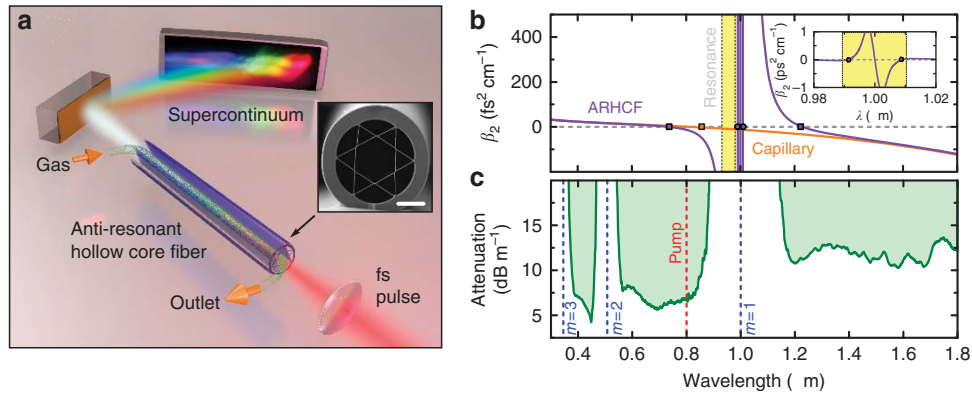 a
Supercontinuum
Gas
Anti-resonant
hollow core fiber
Outlet
fs
pulse
b
β2 (fs2 cm−1)
400
200
0
ARHCF
Resonance
Capillary
β2 (ps2 cm−1)
1
0
−1
0.98 1.00 1.02
λ ( m)
c
Attenuation
(dB m−1)
20
15
10
5
m=3
m=2
Pump
m=1
0.4 0.6 0.8 1.0 1.2 1.4 1.6 1.8
Wavelength ( m)